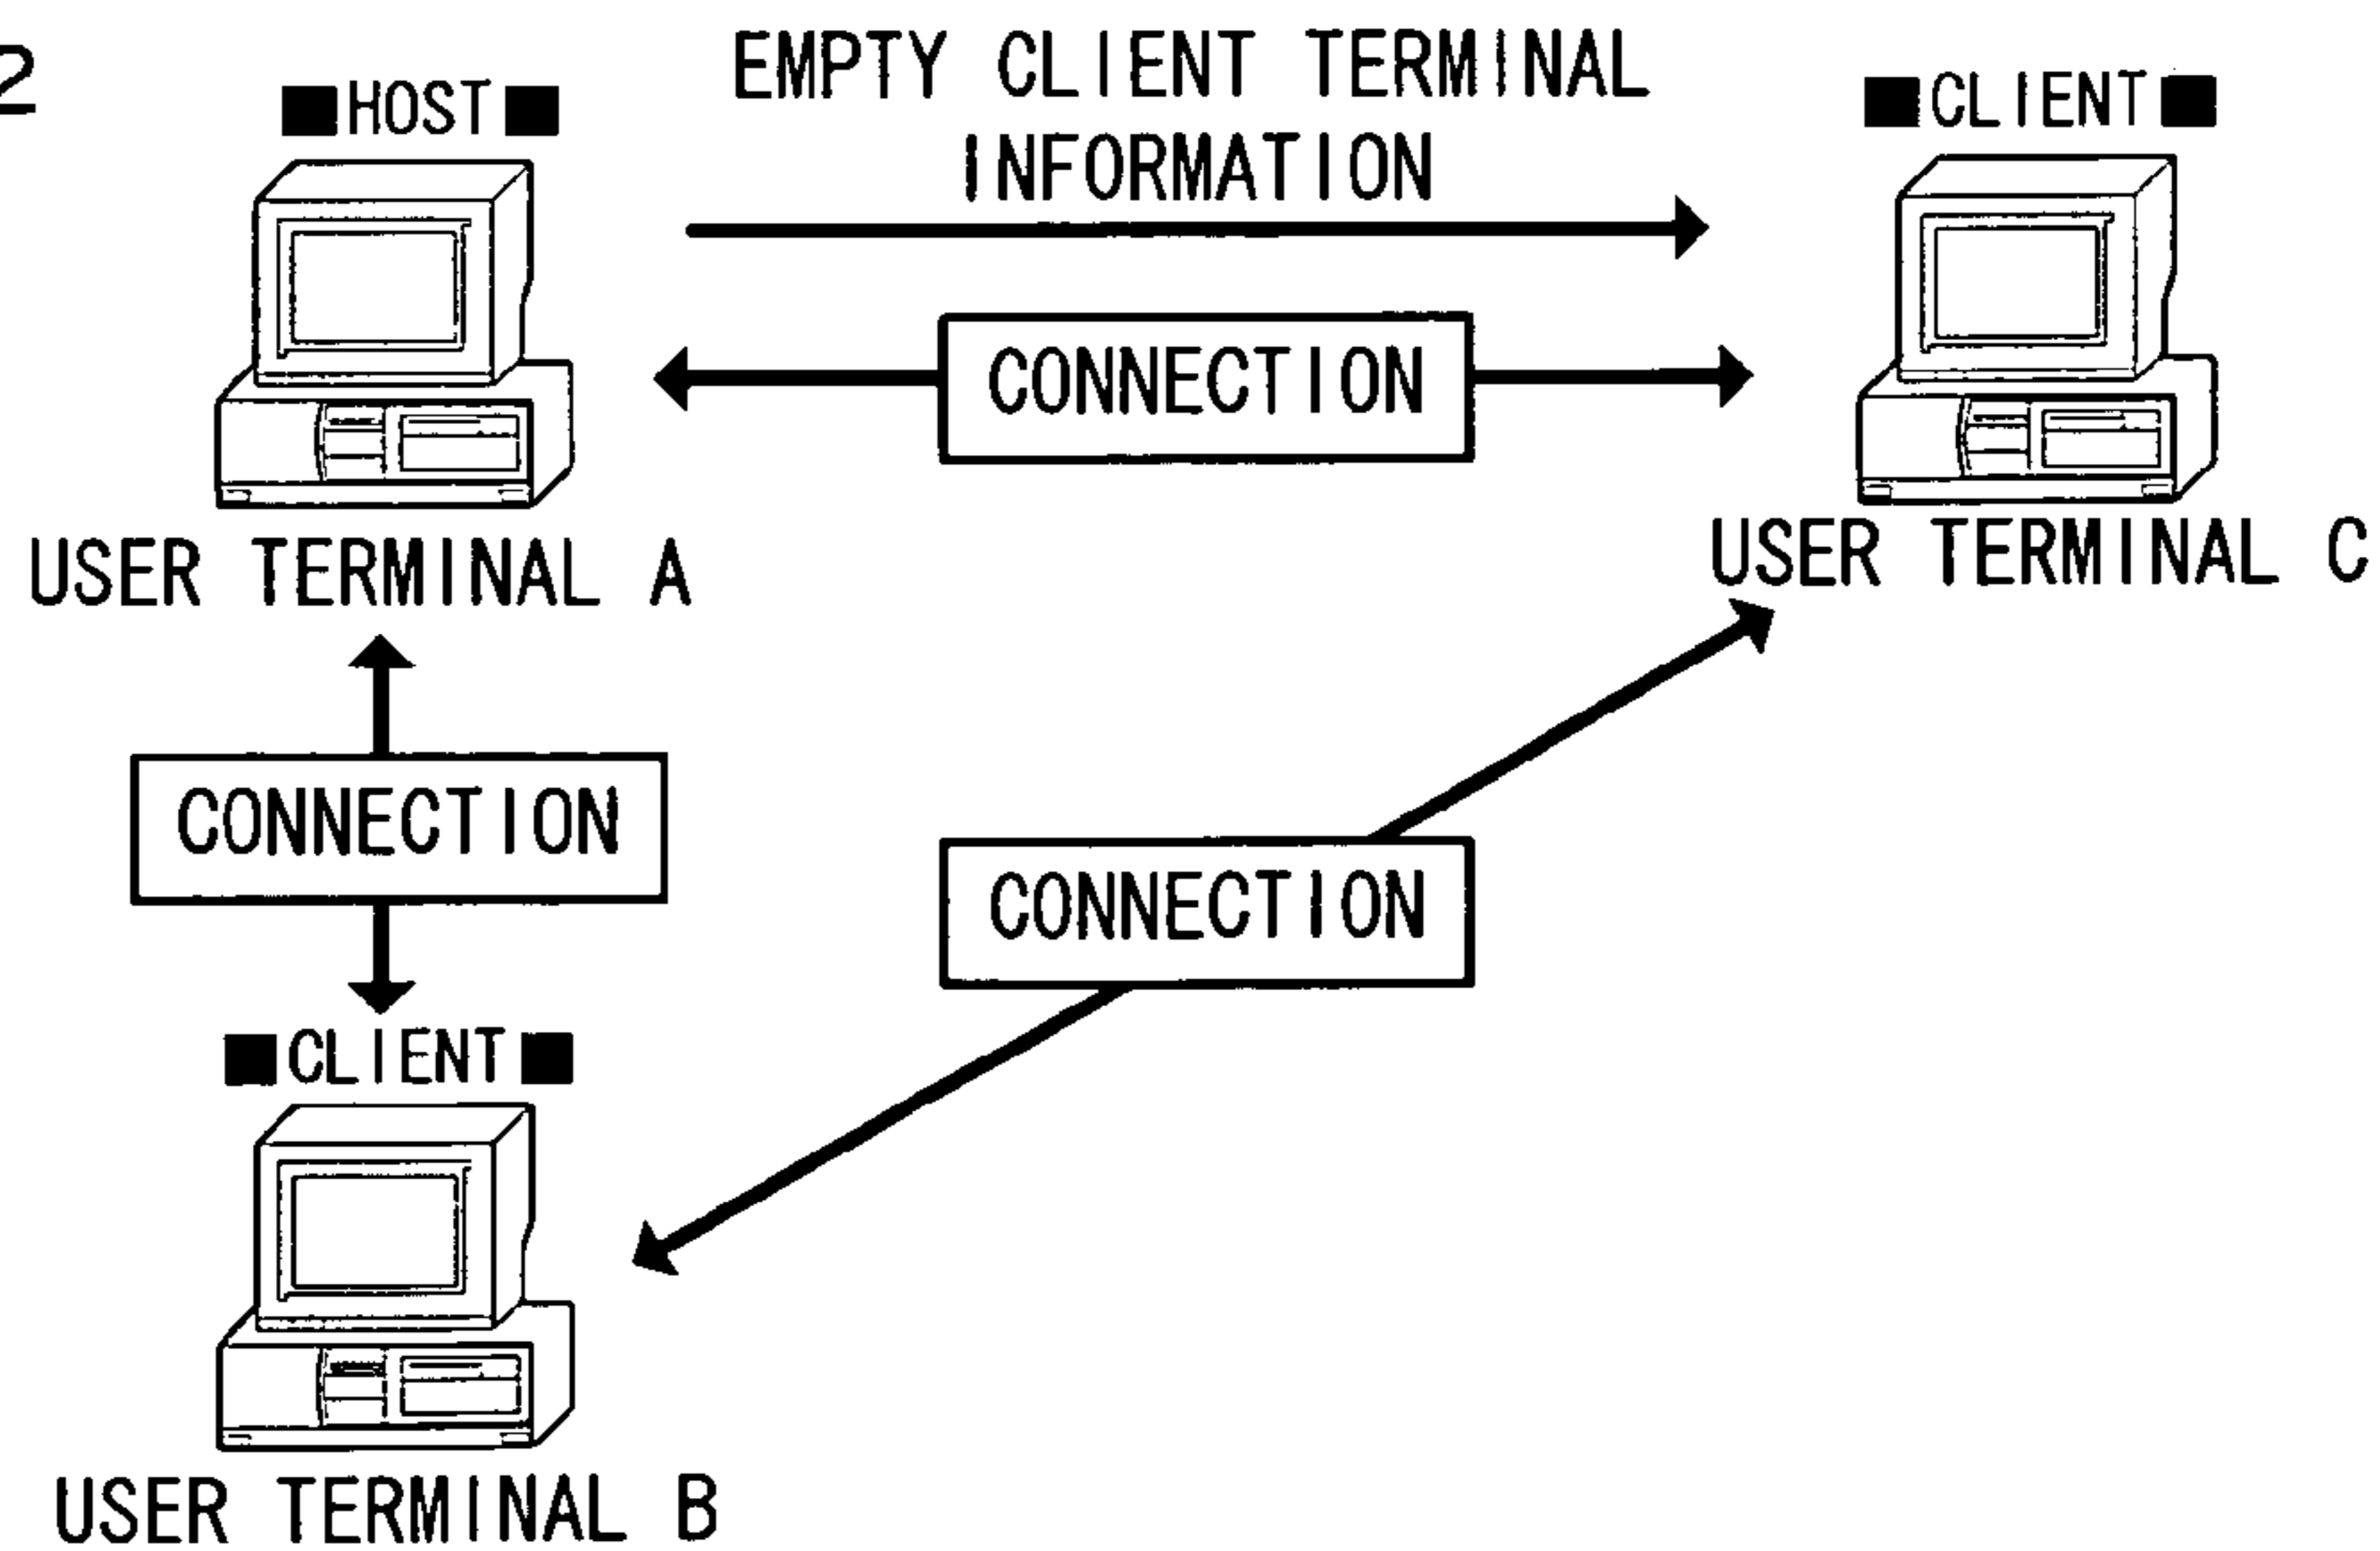 2
■HOST■
EMPTY CLIENT TERMINAL
INFORMATION
■CLIENT■
CONNECTION
USER TERMINAL A
USER TERMINAL C
CONNECTION
CONNECTION
■CLIENT■
USER TERMINAL B